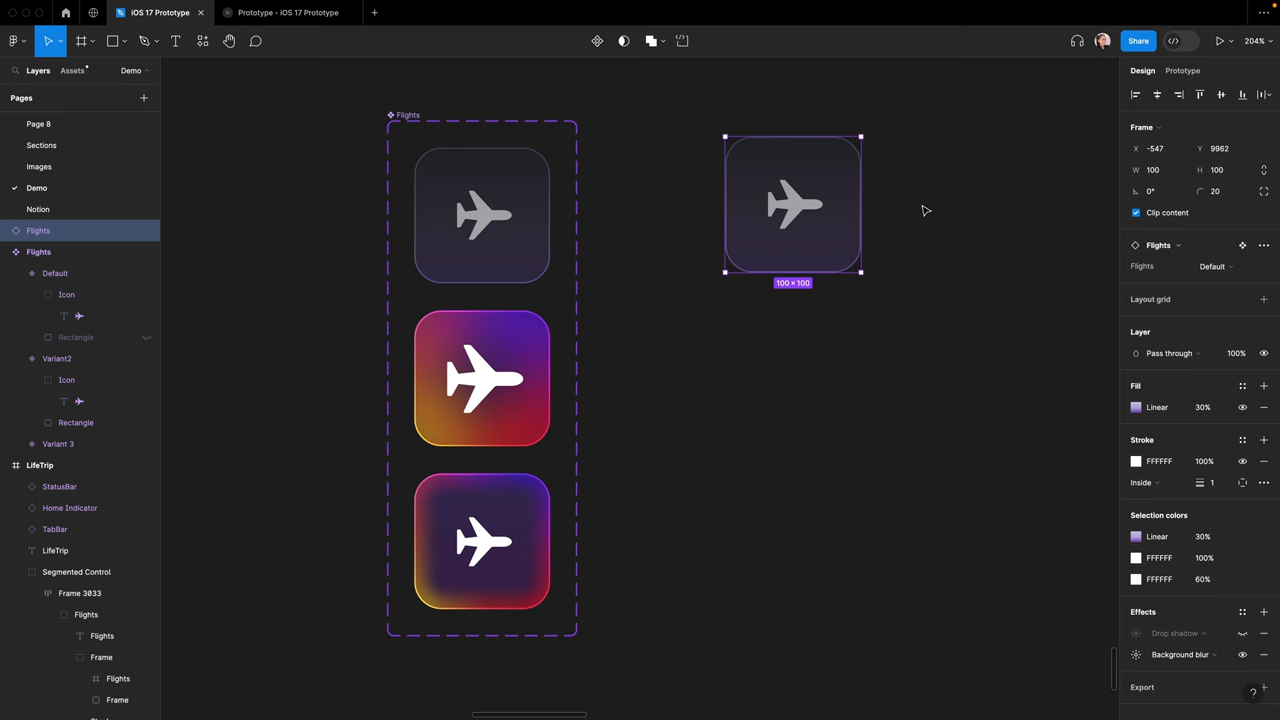 iOS 17 Prototype
Prototype - iOS 17 Prototype
Share
204%
Layers
Assets
Demo
Pages
Page 8
Sections
Images
Demo
Notion
Flights
Flights
Default
Icon
T
Rectangle
Variant2
Icon
T
Rectangle
Variant 3
LifeTrip
StatusBar
Home Indicator
TabBar
T LifeTrip
Segmented Control
Frame 3033
Flights
T Flights
Frame
Flights
Frame
Flights
100 × 100
Design
Prototype
Frame
X -547 Y 9962
W 100 H 100
0° 20
Clip content
Flights
Flights Default
Layout grid
Layer
Pass through 100%
Fill
Linear 30%
Stroke
FFFFFF 100%
Inside 1
Selection colors
Linear 30%
FFFFFF 100%
FFFFFF 60%
Effects
Drop shadow
Background blur
Export
?